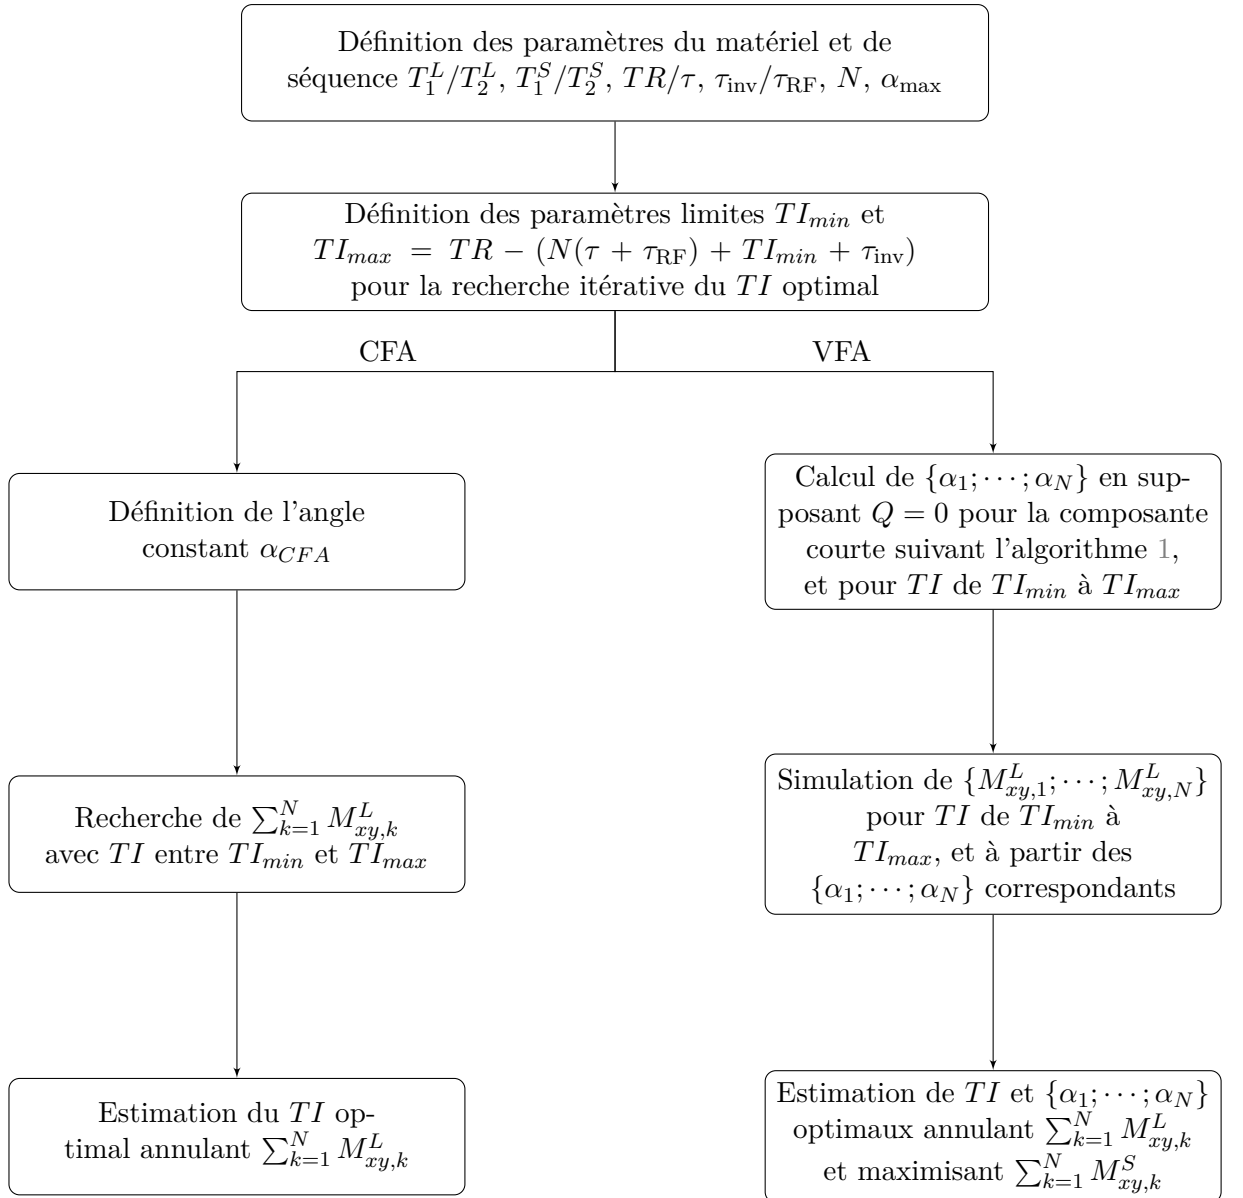 Définition des paramètres du matériel et de
séquence $T_1^L/T_2^L$, $T_1^S/T_2^S$, $TR/\tau$, $\tau_{\text{inv}}/\tau_{\text{RF}}$, $N$, $\alpha_{\text{max}}$
Définition des paramètres limites $TI_{min}$ et
$TI_{max} = TR - (N(\tau + \tau_{\text{RF}}) + TI_{min} + \tau_{\text{inv}})$
pour la recherche itérative du $TI$ optimal
CFA
VFA
Définition de l'angle
constant $\alpha_{CFA}$
Recherche de $\sum_{k=1}^{N} M_{xy,k}^L$
avec $TI$ entre $TI_{min}$ et $TI_{max}$
Estimation du $TI$ op-
timal annulant $\sum_{k=1}^{N} M_{xy,k}^L$
Calcul de $\{\alpha_1; \cdots; \alpha_N\}$ en sup-
posant $Q = 0$ pour la composante
courte suivant l'algorithme 1,
et pour $TI$ de $TI_{min}$ à $TI_{max}$
Simulation de $\{M_{xy,1}^L; \cdots; M_{xy,N}^L\}$
pour $TI$ de $TI_{min}$ à
$TI_{max}$, et à partir des
$\{\alpha_1; \cdots; \alpha_N\}$ correspondants
Estimation de $TI$ et $\{\alpha_1; \cdots; \alpha_N\}$
optimaux annulant $\sum_{k=1}^{N} M_{xy,k}^L$
et maximisant $\sum_{k=1}^{N} M_{xy,k}^S$